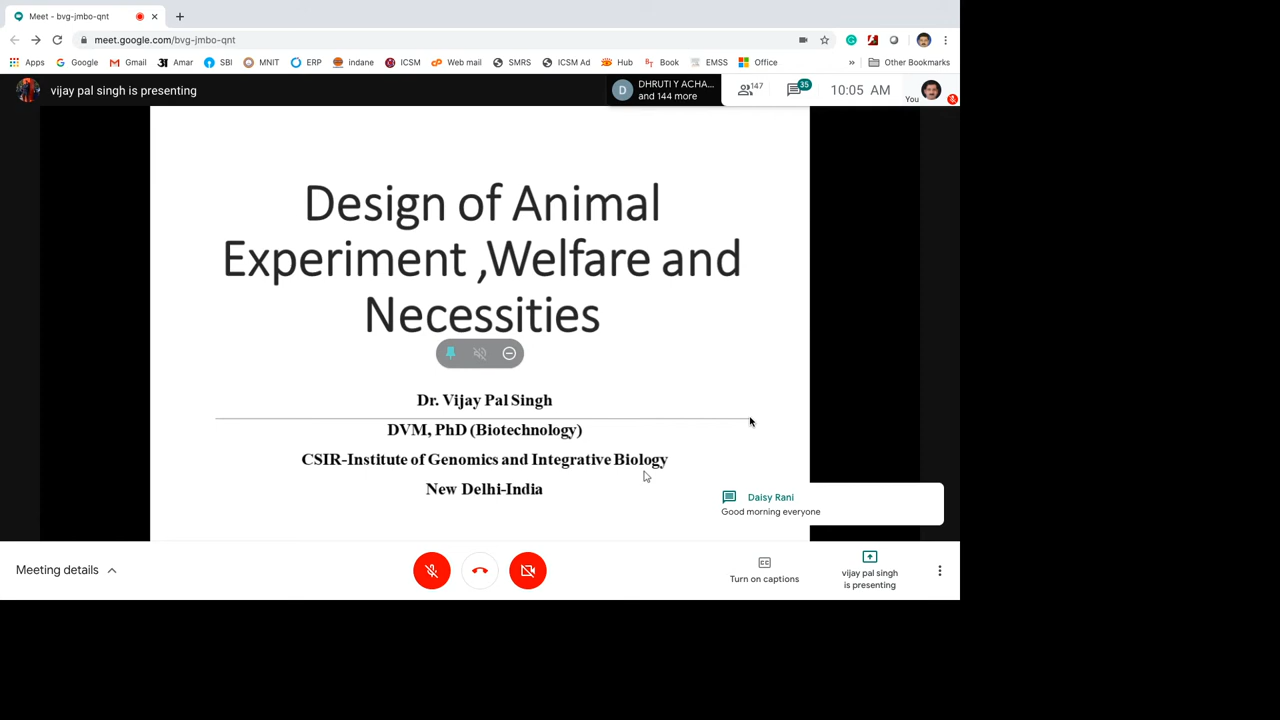 Meet - bvg-jmbo-qnt
meet.google.com/bvg-jmbo-qnt
Apps Google Gmail Amar SBI MNIT ERP indane ICSM Web mail SMRS ICSM Ad Hub Book EMSS Office » Other Bookmarks
vijay pal singh is presenting
D DHRUTI Y ACHA...
and 144 more
147
35
10:05 AM
You
Design of Animal
Experiment ,Welfare and
Necessities
Dr. Vijay Pal Singh
DVM, PhD (Biotechnology)
CSIR-Institute of Genomics and Integrative Biology
New Delhi-India
Daisy Rani
Good morning everyone
Meeting details
Turn on captions
vijay pal singh
is presenting